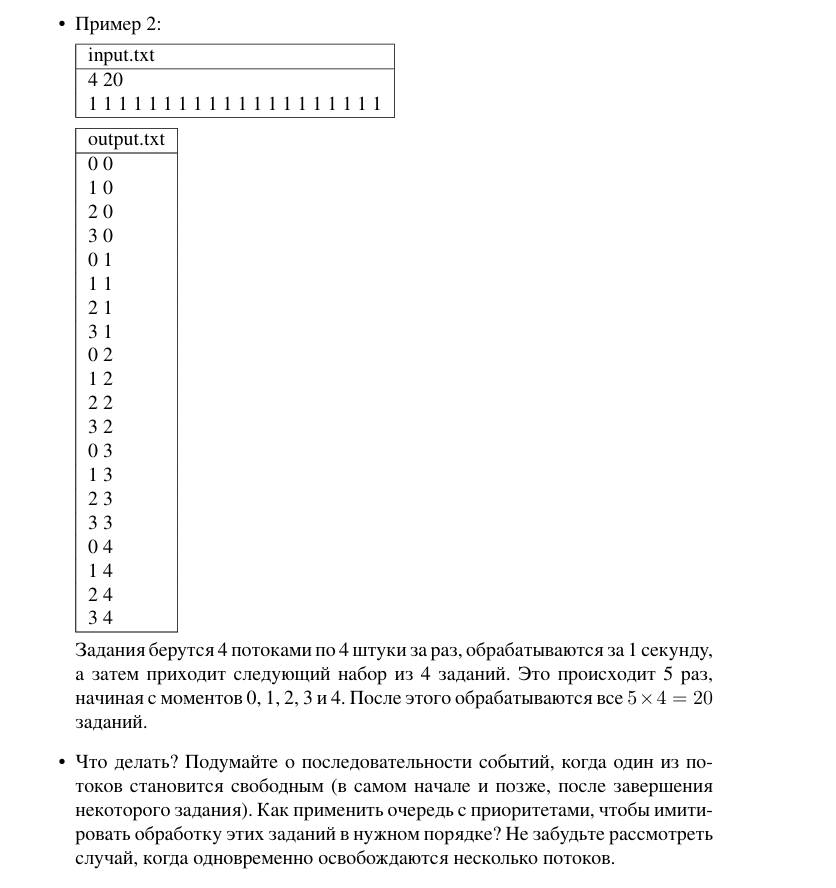 • Пример 2:
input.txt
4 20
1 1 1 1 1 1 1 1 1 1 1 1 1 1 1 1 1 1 1 1
output.txt
0 0
1 0
2 0
3 0
0 1
1 1
2 1
3 1
0 2
1 2
2 2
3 2
0 3
1 3
2 3
3 3
0 4
1 4
2 4
3 4
Задания берутся 4 потоками по 4 штуки за раз, обрабатываются за 1 секунду,
а затем приходит следующий набор из 4 заданий. Это происходит 5 раз,
начиная с моментов 0, 1, 2, 3 и 4. После этого обрабатываются все 5 × 4 = 20
заданий.
• Что делать? Подумайте о последовательности событий, когда один из по-
токов становится свободным (в самом начале и позже, после завершения
некоторого задания). Как применить очередь с приоритетами, чтобы имити-
ровать обработку этих заданий в нужном порядке? Не забудьте рассмотреть
случай, когда одновременно освобождаются несколько потоков.